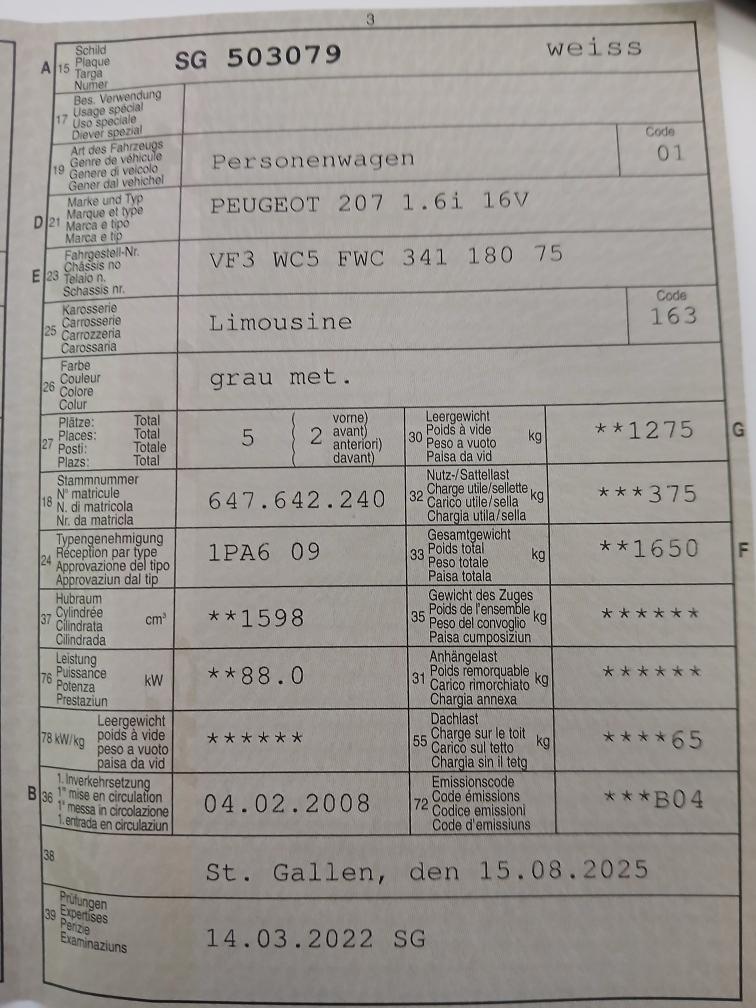 3
A 15 Schild SG 503079 weiss
Plaque
Targa
Numer
17 Bes. Verwendung
Usage spécial
Uso speciale
Diever spezial
19 Art des Fahrzeugs Personenwagen Code 01
Genre de véhicule
Genere di veicolo
Gener dal vehichel
D 21 Marke und Typ PEUGEOT 207 1.6i 16V
Marque et type
Marca e tipo
Marca e tip
E 23 Fahrgestell-Nr. VF3 WC5 FWC 341 180 75
Châssis no
Telaio n.
Schassis nr.
25 Karosserie Limousine Code 163
Carrosserie
Carrozzeria
Carossaria
26 Farbe grau met.
Couleur
Colore
Colur
27 Plätze: Total 5 ( 2 vorne)
Places: Total avant)
Posti: Totale anteriori)
Plazs: Total davant)
30 Leergewicht kg **1275 G
Poids à vide
Peso a vuoto
Paisa da vid
18 Stammnummer 647.642.240
N° matricule
N. di matricola
Nr. da matricla
32 Nutz-/Sattellast kg ***375
Charge utile/sellette
Carico utile/sella
Chargia utila/sella
24 Typengenehmigung 1PA6 09
Réception par type
Approvazione del tipo
Approvaziun dal tip
33 Gesamtgewicht kg **1650 F
Poids total
Peso totale
Paisa totala
37 Hubraum cm³ **1598
Cylindrée
Cilindrata
Cilindrada
35 Gewicht des Zuges kg ******
Poids de l'ensemble
Peso del convoglio
Paisa cumposiziun
76 Leistung kW **88.0
Puissance
Potenza
Prestaziun
31 Anhängelast kg ******
Poids remorquable
Carico rimorchiato
Chargia annexa
78 kW/kg Leergewicht ******
poids à vide
peso a vuoto
paisa da vid
55 Dachlast kg ****65
Charge sur le toit
Carico sul tetto
Chargia sin il tetg
B 36 1. Inverkehrsetzung 04.02.2008
1re mise en circulation
1a messa in circolazione
1. entrada en circulaziun
72 Emissionscode ***B04
Code émissions
Codice emissioni
Code d'emissiuns
38 St. Gallen, den 15.08.2025
39 Prüfungen 14.03.2022 SG
Expertises
Perizie
Examinaziuns